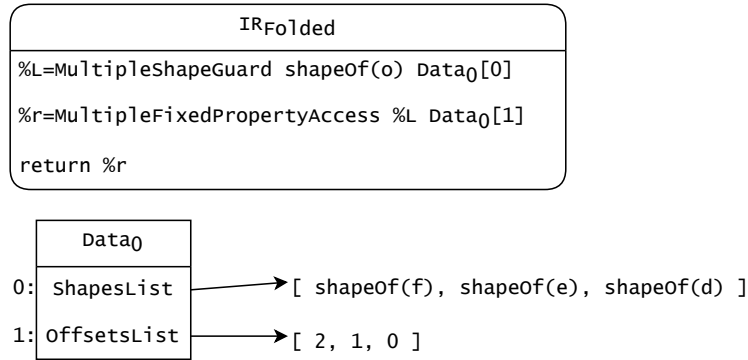 IRFolded
%L=MultipleShapeGuard shapeOf(o) Data0[0]
%r=MultipleFixedPropertyAccess %L Data0[1]
return %r
Data0
0: ShapesList [ shapeOf(f), shapeOf(e), shapeOf(d) ]
1: OffsetsList [ 2, 1, 0 ]